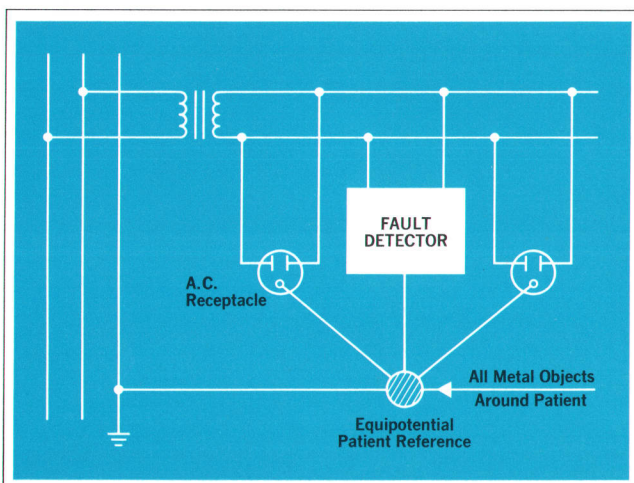 FAULT
DETECTOR
A.C.
Receptacle
All Metal Objects
Around Patient
Equipotential
Patient Reference